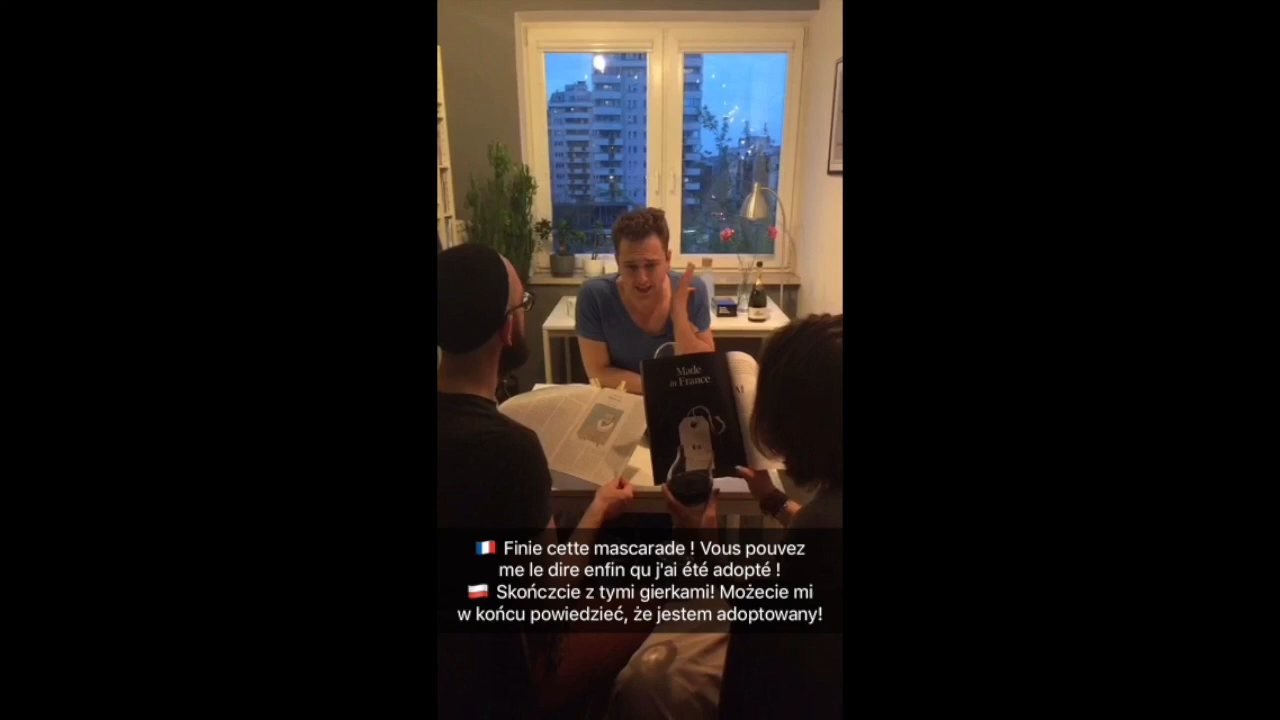 Made
in France
🇫🇷 Finie cette mascarade ! Vous pouvez
me le dire enfin qu j'ai été adopté !
🇵🇱 Skończcie z tymi gierkami! Możecie mi
w końcu powiedzieć, że jestem adoptowany!